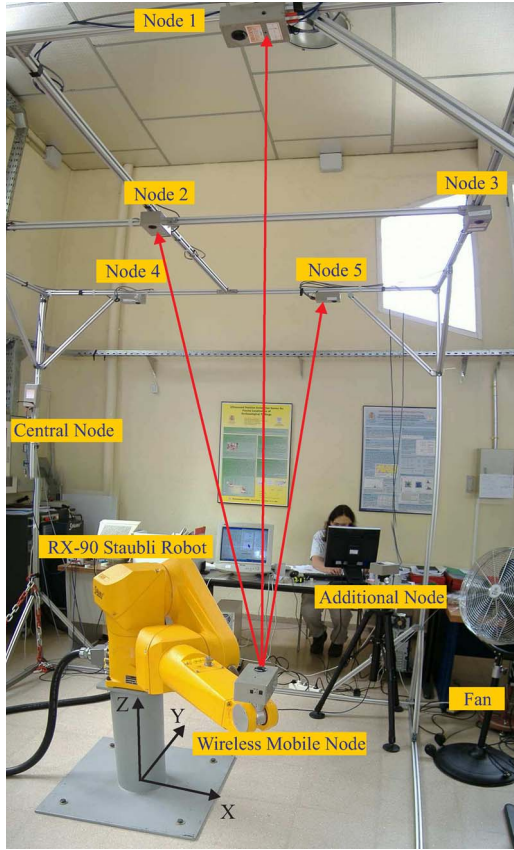 Node 1
Node 2
Node 3
Node 4
Node 5
Central Node
RX-90 Staubli Robot
Additional Node
Fan
Z
Y
Wireless Mobile Node
X